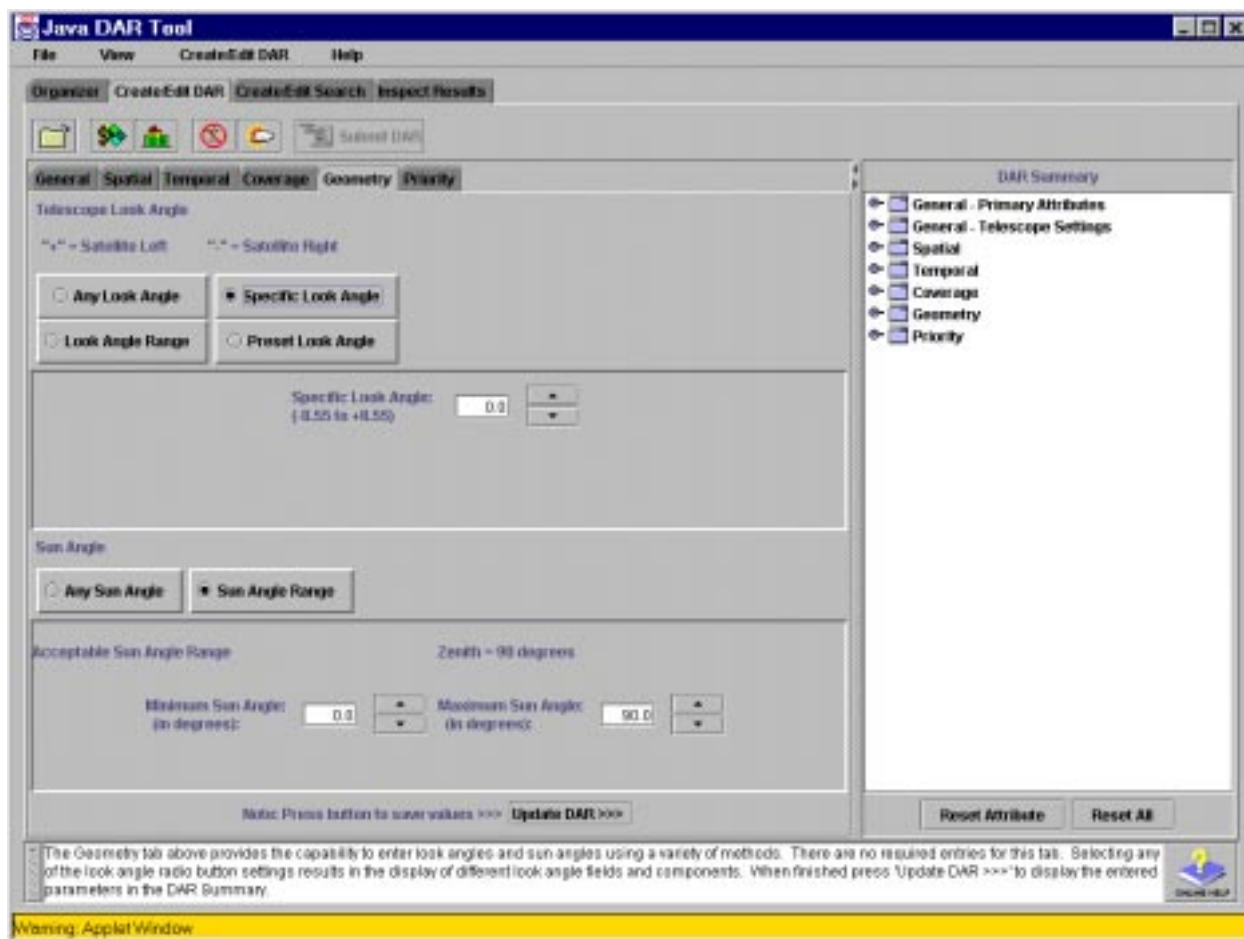 Java DAR Tool
File View Create/Edit DAR Help
Organizer Create/Edit DAR Create/Edit Search Inspect Results
Submit DAR
General Spatial Temporal Coverage Geometry Priority
DAR Summary
Telescope Look Angle
"+" = Satellite Left "-" = Satellite Right
Any Look Angle Specific Look Angle
Look Angle Range Preset Look Angle
General - Primary Attributes
General - Telescope Settings
Spatial
Temporal
Coverage
Geometry
Priority
Specific Look Angle: 0.0
(-8.55 to +8.55)
Sun Angle
Any Sun Angle Sun Angle Range
Acceptable Sun Angle Range Zenith = 90 degrees
Minimum Sun Angle: 0.0 Maximum Sun Angle: 90.0
(in degrees): (in degrees):
Note: Press button to save values >>> Update DAR >>>
Reset Attribute Reset All
The Geometry tab above provides the capability to enter look angles and sun angles using a variety of methods. There are no required entries for this tab. Selecting any
of the look angle radio button settings results in the display of different look angle fields and components. When finished press 'Update DAR >>>' to display the entered
parameters in the DAR Summary.
ONLINE HELP
Warning: Applet Window